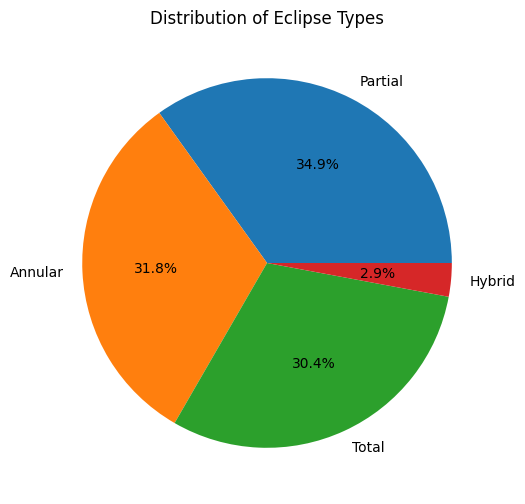 Distribution of Eclipse Types
Partial
34.9%
Annular
31.8%
2.9%
Hybrid
30.4%
Total